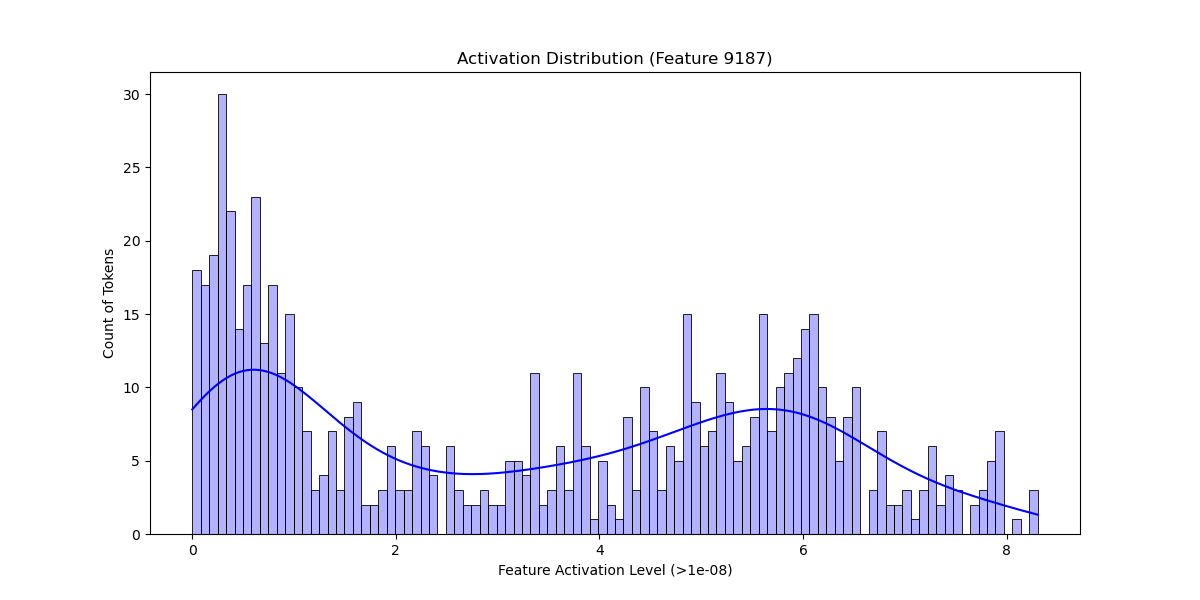 Activation Distribution (Feature 9187)
30
25
20
15
10
5
0
Count of Tokens
0 2 4 6 8
Feature Activation Level (>1e-08)